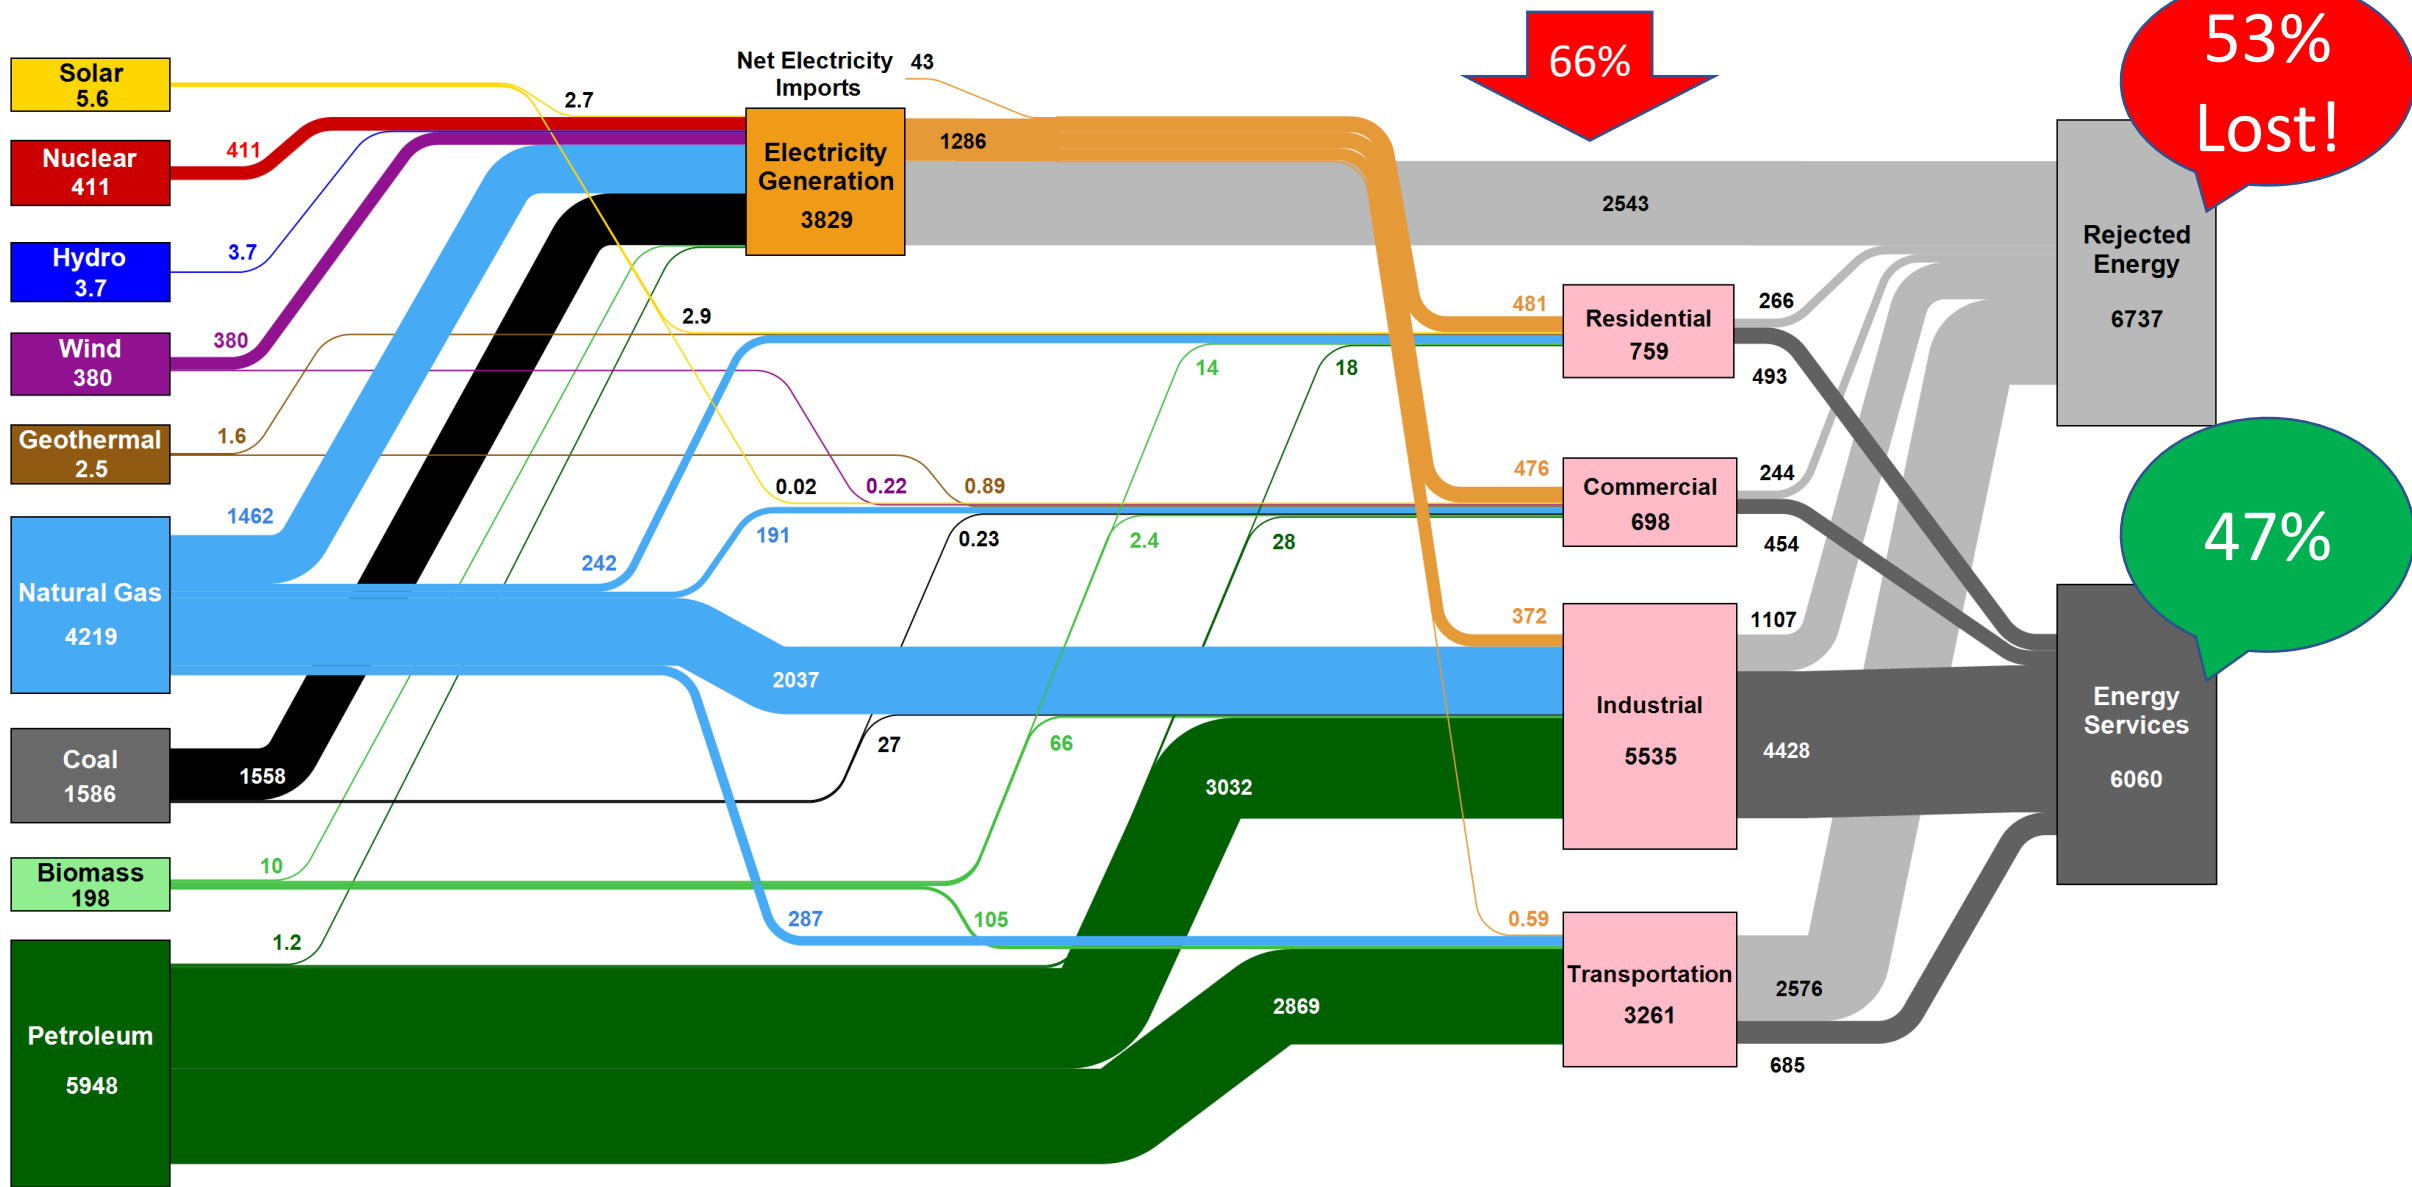 53%
Lost!
66%
Net Electricity
Imports
43
Solar
5.6
2.7
Nuclear
411
411
Electricity
Generation
3829
1286
2543
Rejected
Energy
6737
Hydro
3.7
3.7
Wind
380
380
2.9
481
Residential
759
266
493
14
18
Geothermal
2.5
1.6
0.02
0.22
0.89
476
Commercial
698
244
454
47%
1462
Natural Gas
4219
242
191
0.23
2.4
28
372
1107
2037
Industrial
5535
4428
Energy
Services
6060
Coal
1586
1558
27
66
3032
Biomass
198
10
287
105
0.59
1.2
Petroleum
5948
2869
Transportation
3261
2576
685